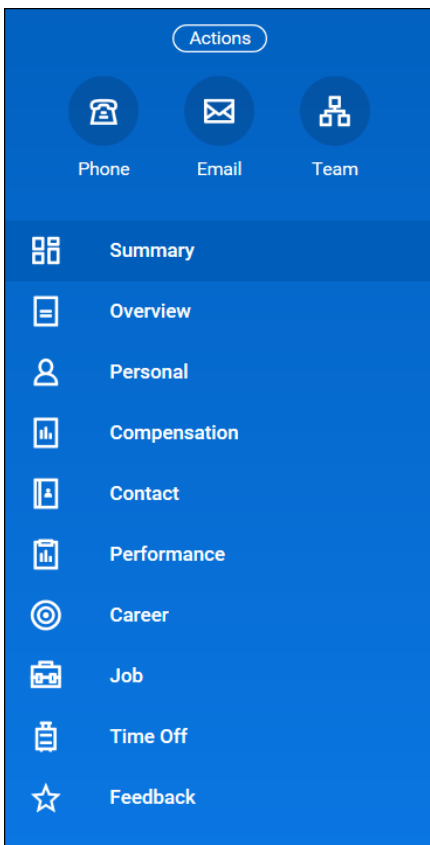 Actions
Phone Email Team
Summary
Overview
Personal
Compensation
Contact
Performance
Career
Job
Time Off
Feedback